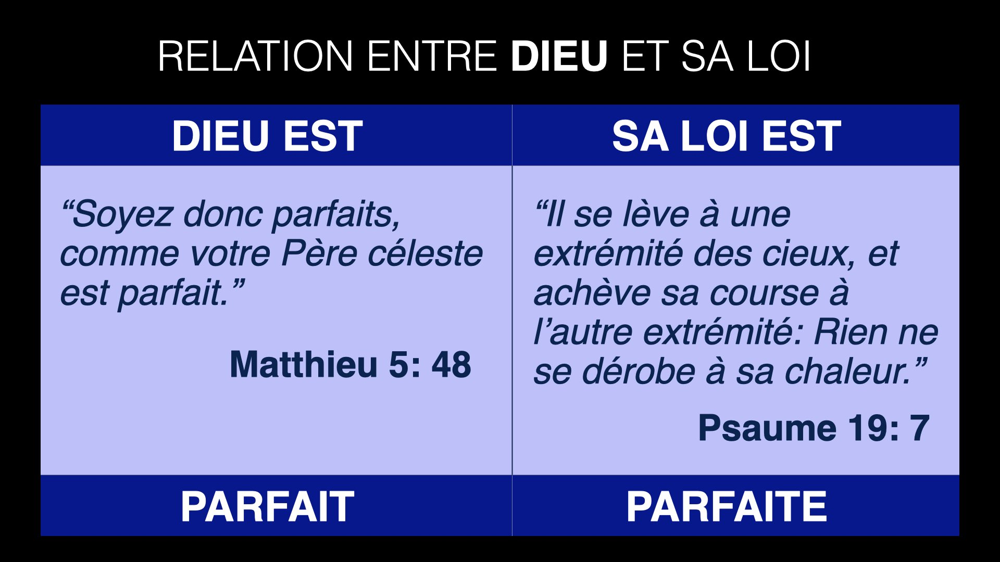 RELATION ENTRE DIEU ET SA LOI
DIEU EST
“Soyez donc parfaits,
comme votre Père céleste
est parfait.”
Matthieu 5: 48
PARFAIT
SA LOI EST
“Il se lève à une
extrémité des cieux, et
achève sa course à
l’autre extrémité: Rien ne
se dérobe à sa chaleur.”
Psaume 19: 7
PARFAITE